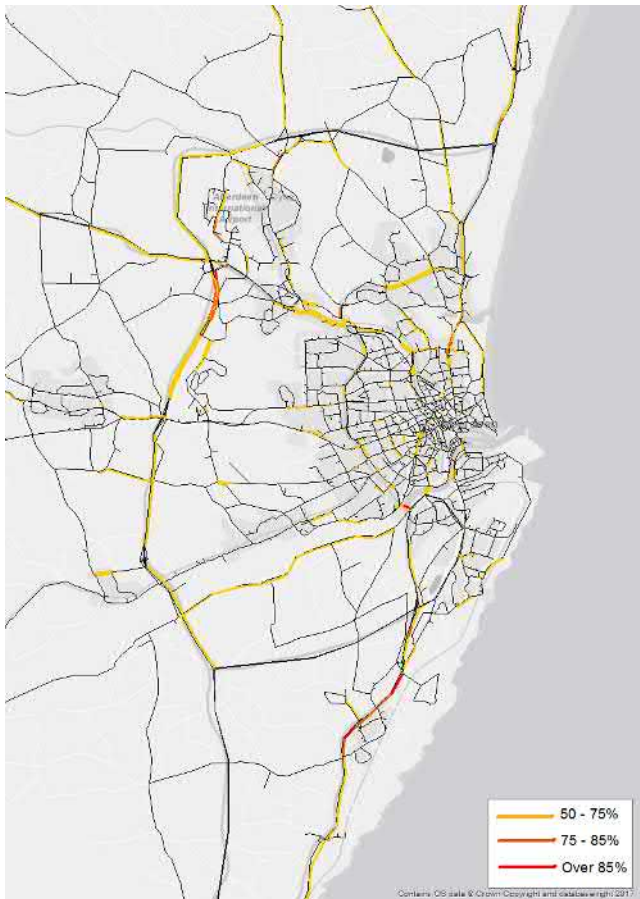 Aberdeen
International
Airport
50 - 75%
75 - 85%
Over 85%
Contains OS data © Crown Copyright and database right 2017